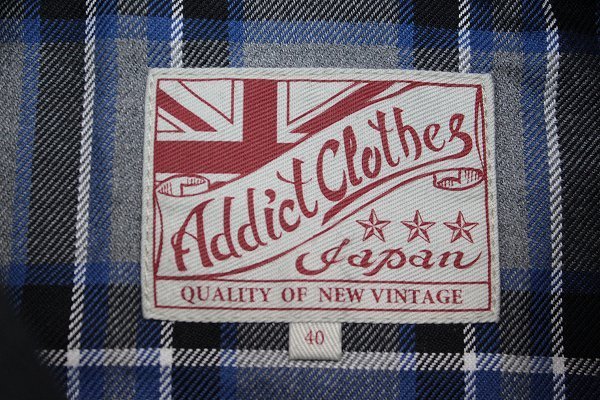 Addict Clothes
Japan
QUALITY OF NEW VINTAGE
40